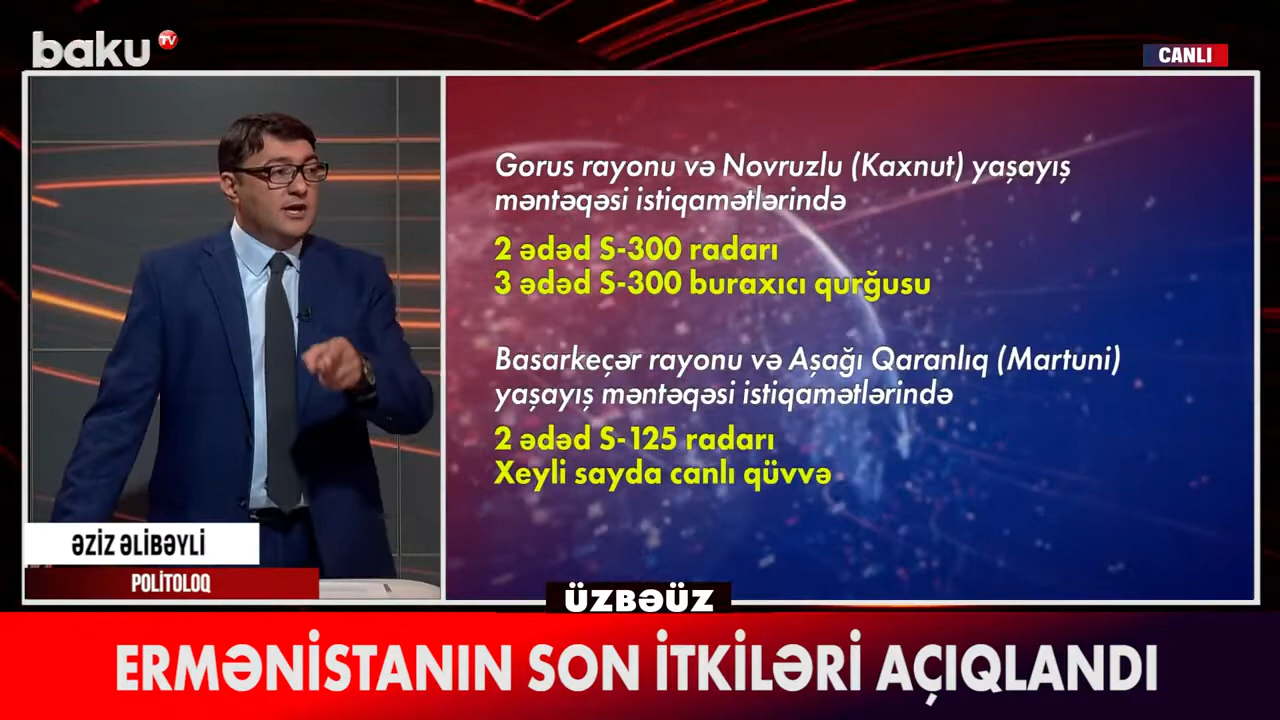 baku TV
CANLI
Gorus rayonu və Novruzlu (Kaxnut) yaşayış
məntəqəsi istiqamətlərində
2 ədəd S-300 radarı
3 ədəd S-300 buraxıcı qurğusu
Basarkeçər rayonu və Aşağı Qaranlıq (Martuni)
yaşayış məntəqəsi istiqamətlərində
2 ədəd S-125 radarı
Xeyli sayda canlı qüvvə
ƏZİZ ƏLİBƏYLİ
POLİTOLOQ
ÜZBƏÜZ
ERMƏNİSTANIN SON İTKİLƏRİ AÇIQLANDI